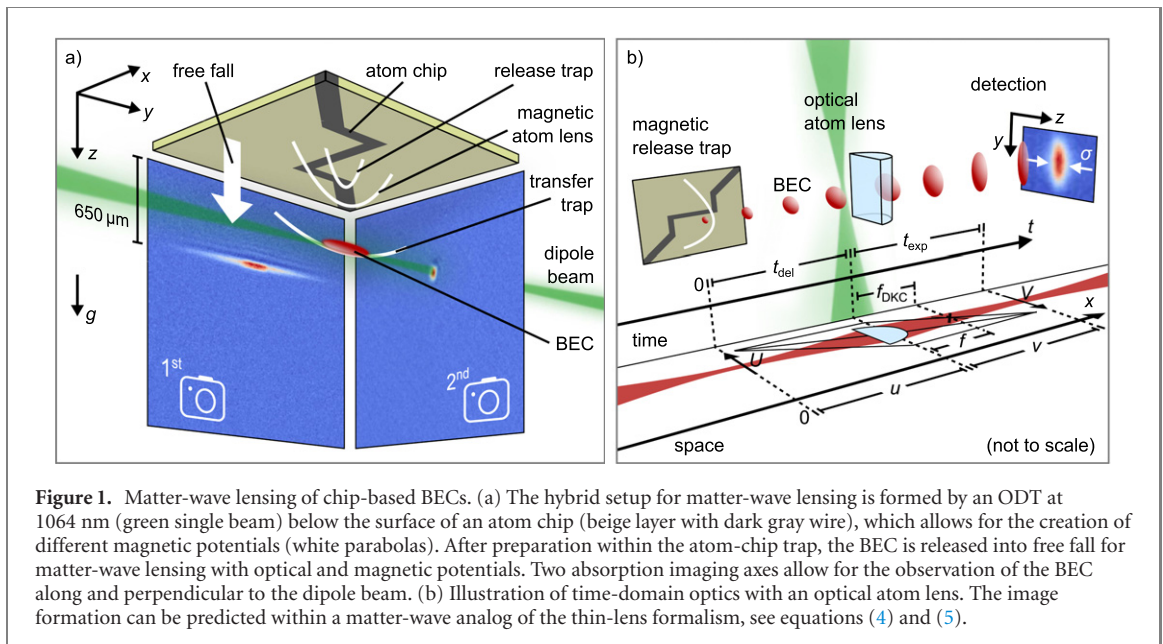 a)
x
y
z
free fall
atom chip
release trap
magnetic
atom lens
transfer
trap
650 µm
dipole
beam
g
BEC
1st
2nd
b)
optical
atom lens
detection
z
y
σ
magnetic
release trap
BEC
t
texp
tdel
0
fDKC
V
x
time
f
v
U
u
0
space
(not to scale)
Figure 1. Matter-wave lensing of chip-based BECs. (a) The hybrid setup for matter-wave lensing is formed by an ODT at
1064 nm (green single beam) below the surface of an atom chip (beige layer with dark gray wire), which allows for the creation of
different magnetic potentials (white parabolas). After preparation within the atom-chip trap, the BEC is released into free fall for
matter-wave lensing with optical and magnetic potentials. Two absorption imaging axes allow for the observation of the BEC
along and perpendicular to the dipole beam. (b) Illustration of time-domain optics with an optical atom lens. The image
formation can be predicted within a matter-wave analog of the thin-lens formalism, see equations (4) and (5).